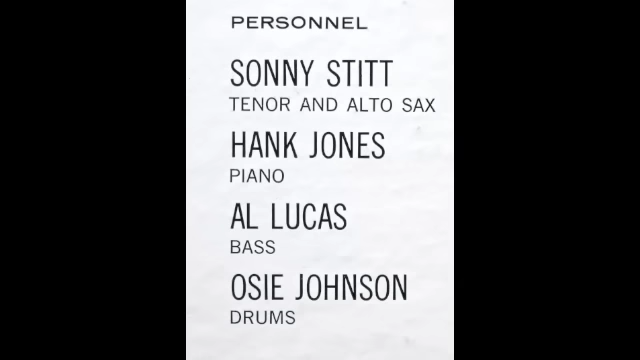 PERSONNEL
SONNY STITT
TENOR AND ALTO SAX
HANK JONES
PIANO
AL LUCAS
BASS
OSIE JOHNSON
DRUMS